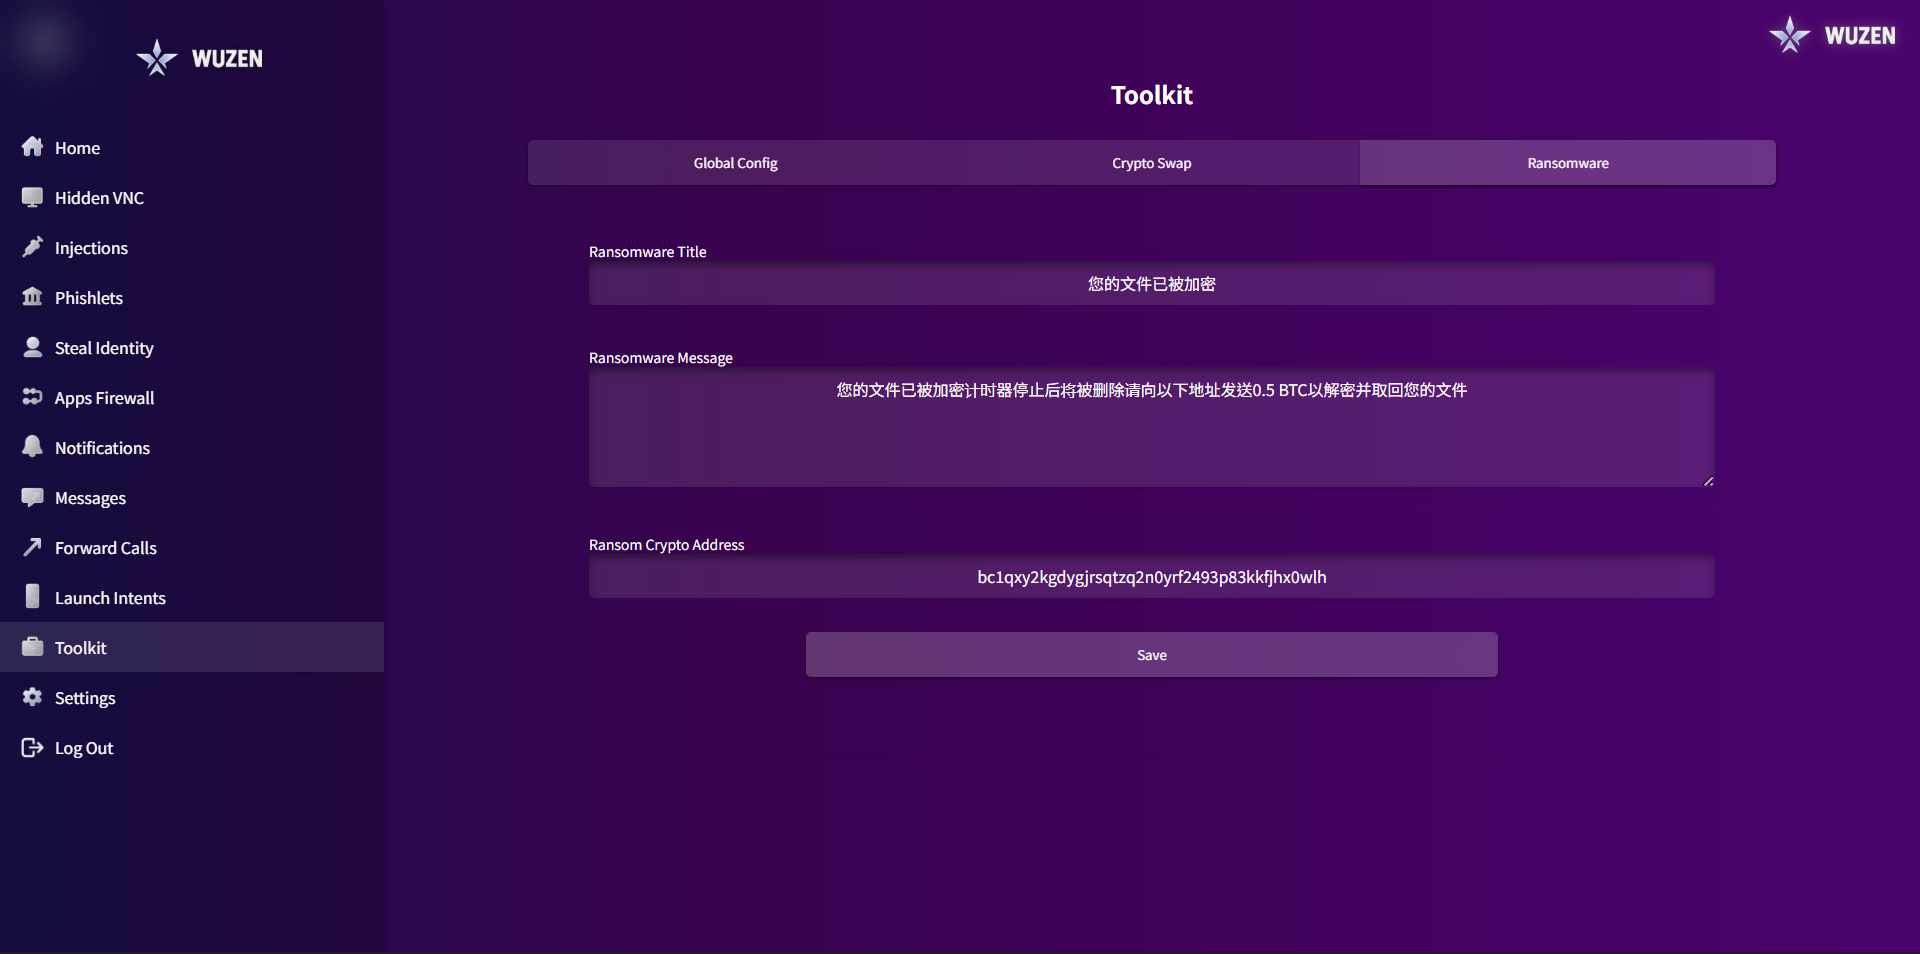 WUZEN
WUZEN
Home
Hidden VNC
Injections
Phishlets
Steal Identity
Apps Firewall
Notifications
Messages
Forward Calls
Launch Intents
Toolkit
Settings
Log Out
Toolkit
Global Config
Crypto Swap
Ransomware
Ransomware Title
您的文件已被加密
Ransomware Message
您的文件已被加密计时器停止后将被删除请向以下地址发送0.5 BTC以解密并取回您的文件
Ransom Crypto Address
bc1qxy2kgdygjrsqtzq2n0yrf2493p83kkfjhx0wlh
Save